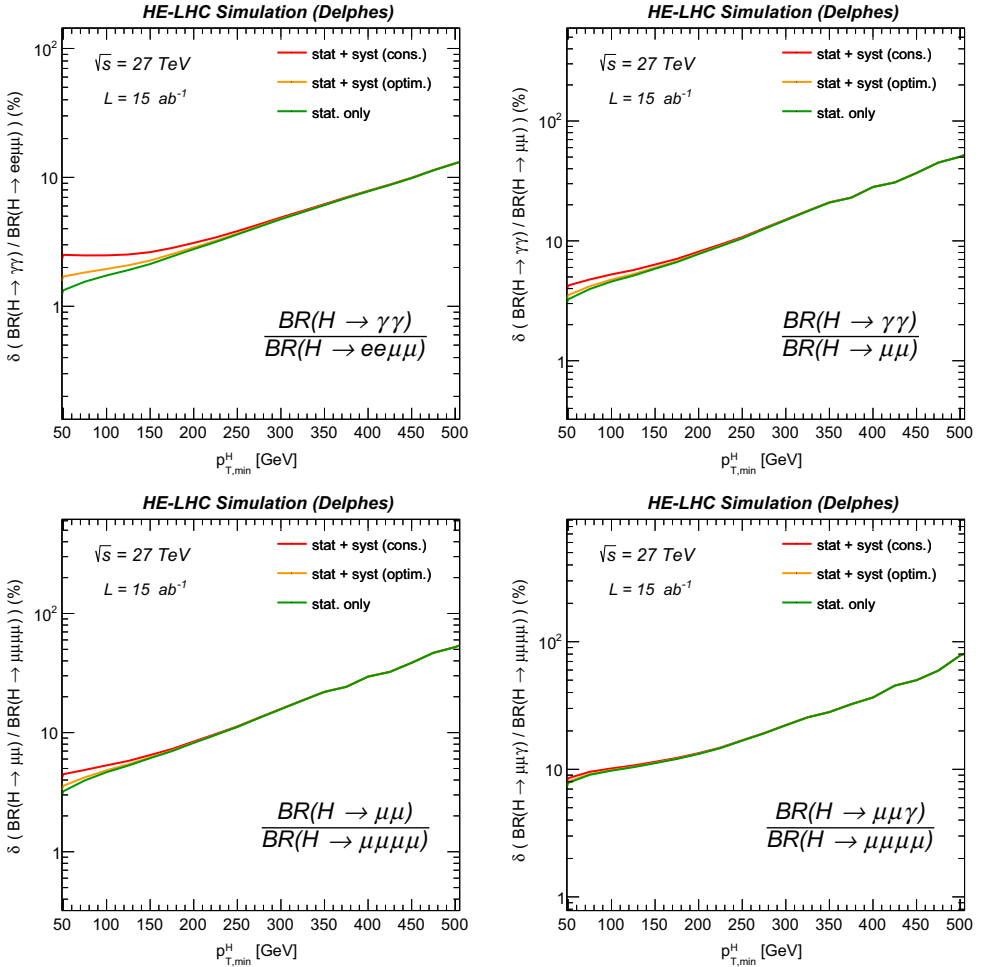 HE-LHC Simulation (Delphes)
δ ( BR(H → γγ) / BR(H → eeμμ) ) (%)
10²
10
1
√s = 27 TeV
L = 15 ab⁻¹
stat + syst (cons.)
stat + syst (optim.)
stat. only
BR(H → γγ)
BR(H → eeμμ)
50 100 150 200 250 300 350 400 450 500
p^H_T,min [GeV]
HE-LHC Simulation (Delphes)
δ ( BR(H → γγ) / BR(H → μμ) ) (%)
10²
10
1
√s = 27 TeV
L = 15 ab⁻¹
stat + syst (cons.)
stat + syst (optim.)
stat. only
BR(H → γγ)
BR(H → μμ)
50 100 150 200 250 300 350 400 450 500
p^H_T,min [GeV]
HE-LHC Simulation (Delphes)
δ ( BR(H → μμ) / BR(H → μμμμ) ) (%)
10²
10
1
√s = 27 TeV
L = 15 ab⁻¹
stat + syst (cons.)
stat + syst (optim.)
stat. only
BR(H → μμ)
BR(H → μμμμ)
50 100 150 200 250 300 350 400 450 500
p^H_T,min [GeV]
HE-LHC Simulation (Delphes)
δ ( BR(H → μμγ) / BR(H → μμμμ) ) (%)
10²
10
1
√s = 27 TeV
L = 15 ab⁻¹
stat + syst (cons.)
stat + syst (optim.)
stat. only
BR(H → μμγ)
BR(H → μμμμ)
50 100 150 200 250 300 350 400 450 500
p^H_T,min [GeV]